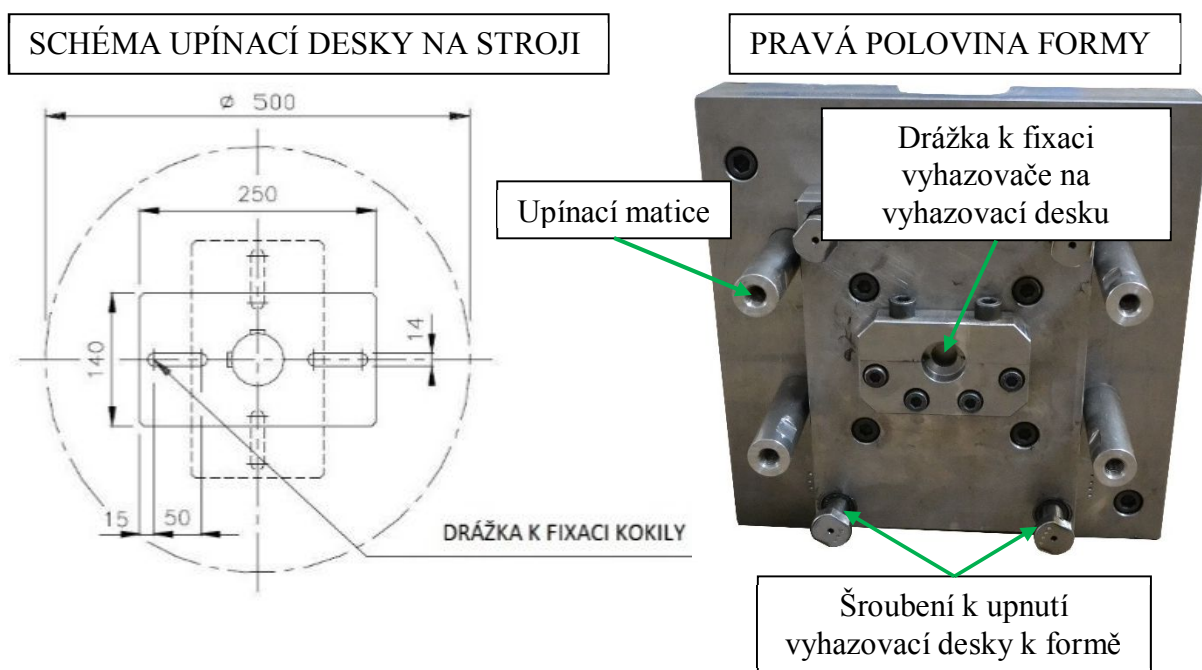 SCHÉMA UPÍNACÍ DESKY NA STROJI
PRAVÁ POLOVINA FORMY
ø 500
250
140
14
15
50
DRÁŽKA K FIXACI KOKILY
Upínací matice
Drážka k fixaci
vyhazovače na
vyhazovací desku
Šroubení k upnutí
vyhazovací desky k formě